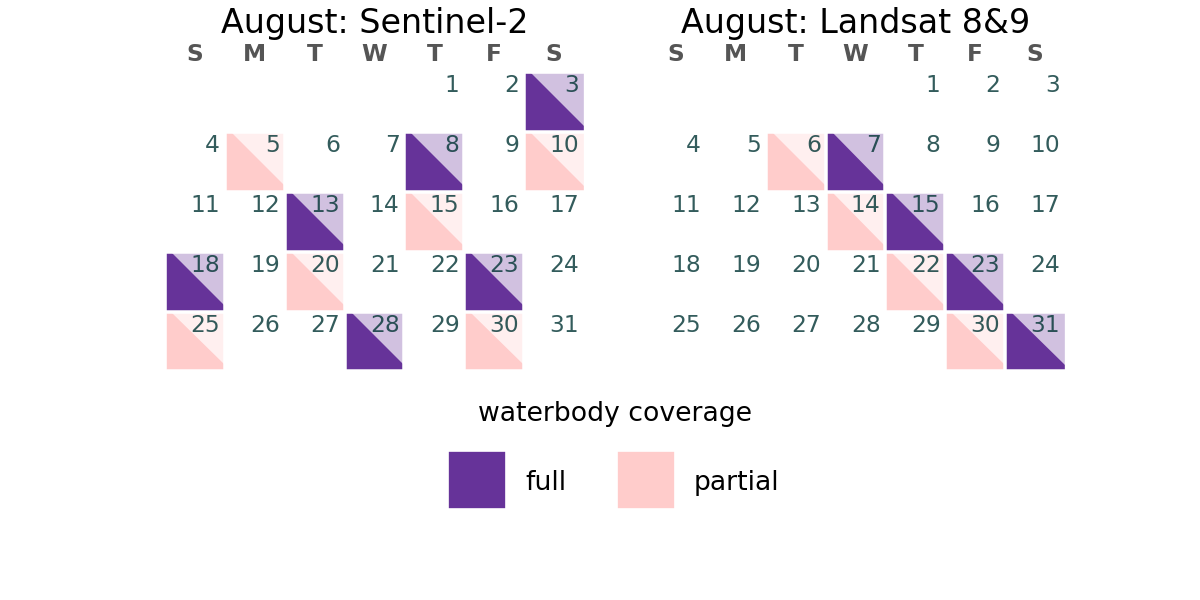 August: Sentinel-2
S M T W T F S
1 2 3
4 5 6 7 8 9 10
11 12 13 14 15 16 17
18 19 20 21 22 23 24
25 26 27 28 29 30 31
August: Landsat 8&9
S M T W T F S
1 2 3
4 5 6 7 8 9 10
11 12 13 14 15 16 17
18 19 20 21 22 23 24
25 26 27 28 29 30 31
waterbody coverage
full
partial